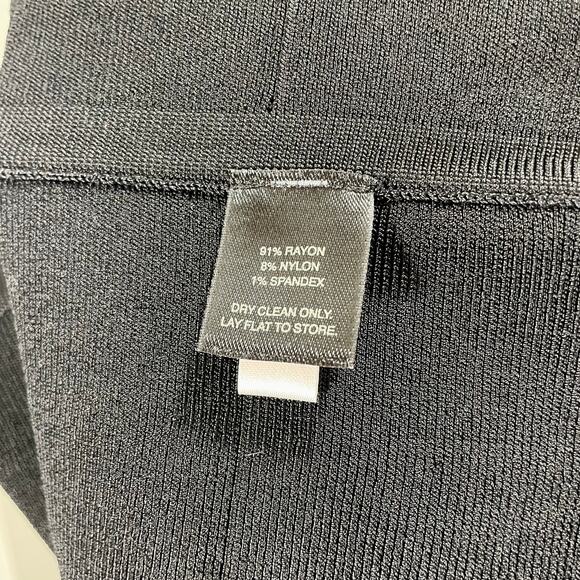 91% RAYON
8% NYLON
1% SPANDEX
DRY CLEAN ONLY.
LAY FLAT TO STORE.